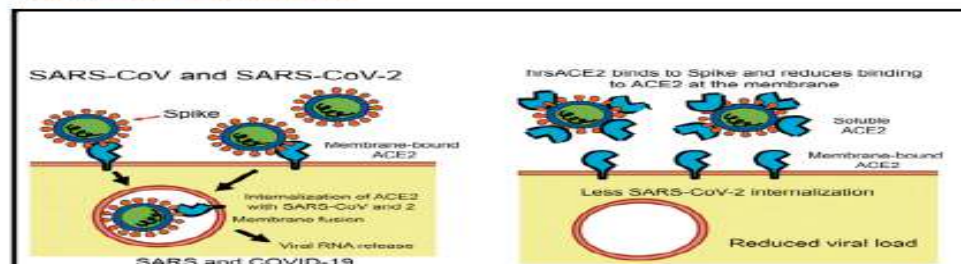 SARS-CoV and SARS-CoV-2
Spike
Membrane-bound
ACE2
Internalization of ACE2
with SARS-CoV and 2
Membrane fusion
Viral RNA release
SARS and COVID-19
hrsACE2 binds to Spike and reduces binding
to ACE2 at the membrane
Soluble
ACE2
Membrane-bound
ACE2
Less SARS-CoV-2 internalization
Reduced viral load